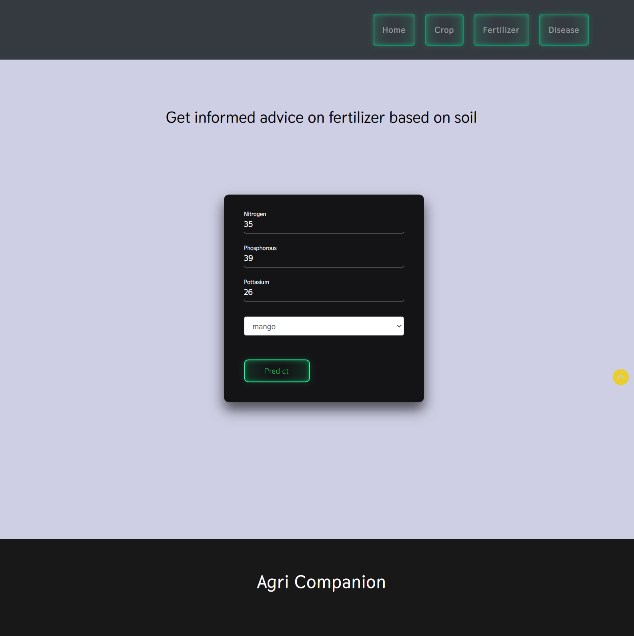 Home Crop Fertilizer Disease
Get informed advice on fertilizer based on soil
Nitrogen
35
Phosphorous
39
Pottasium
26
mango
Predict
Agri Companion